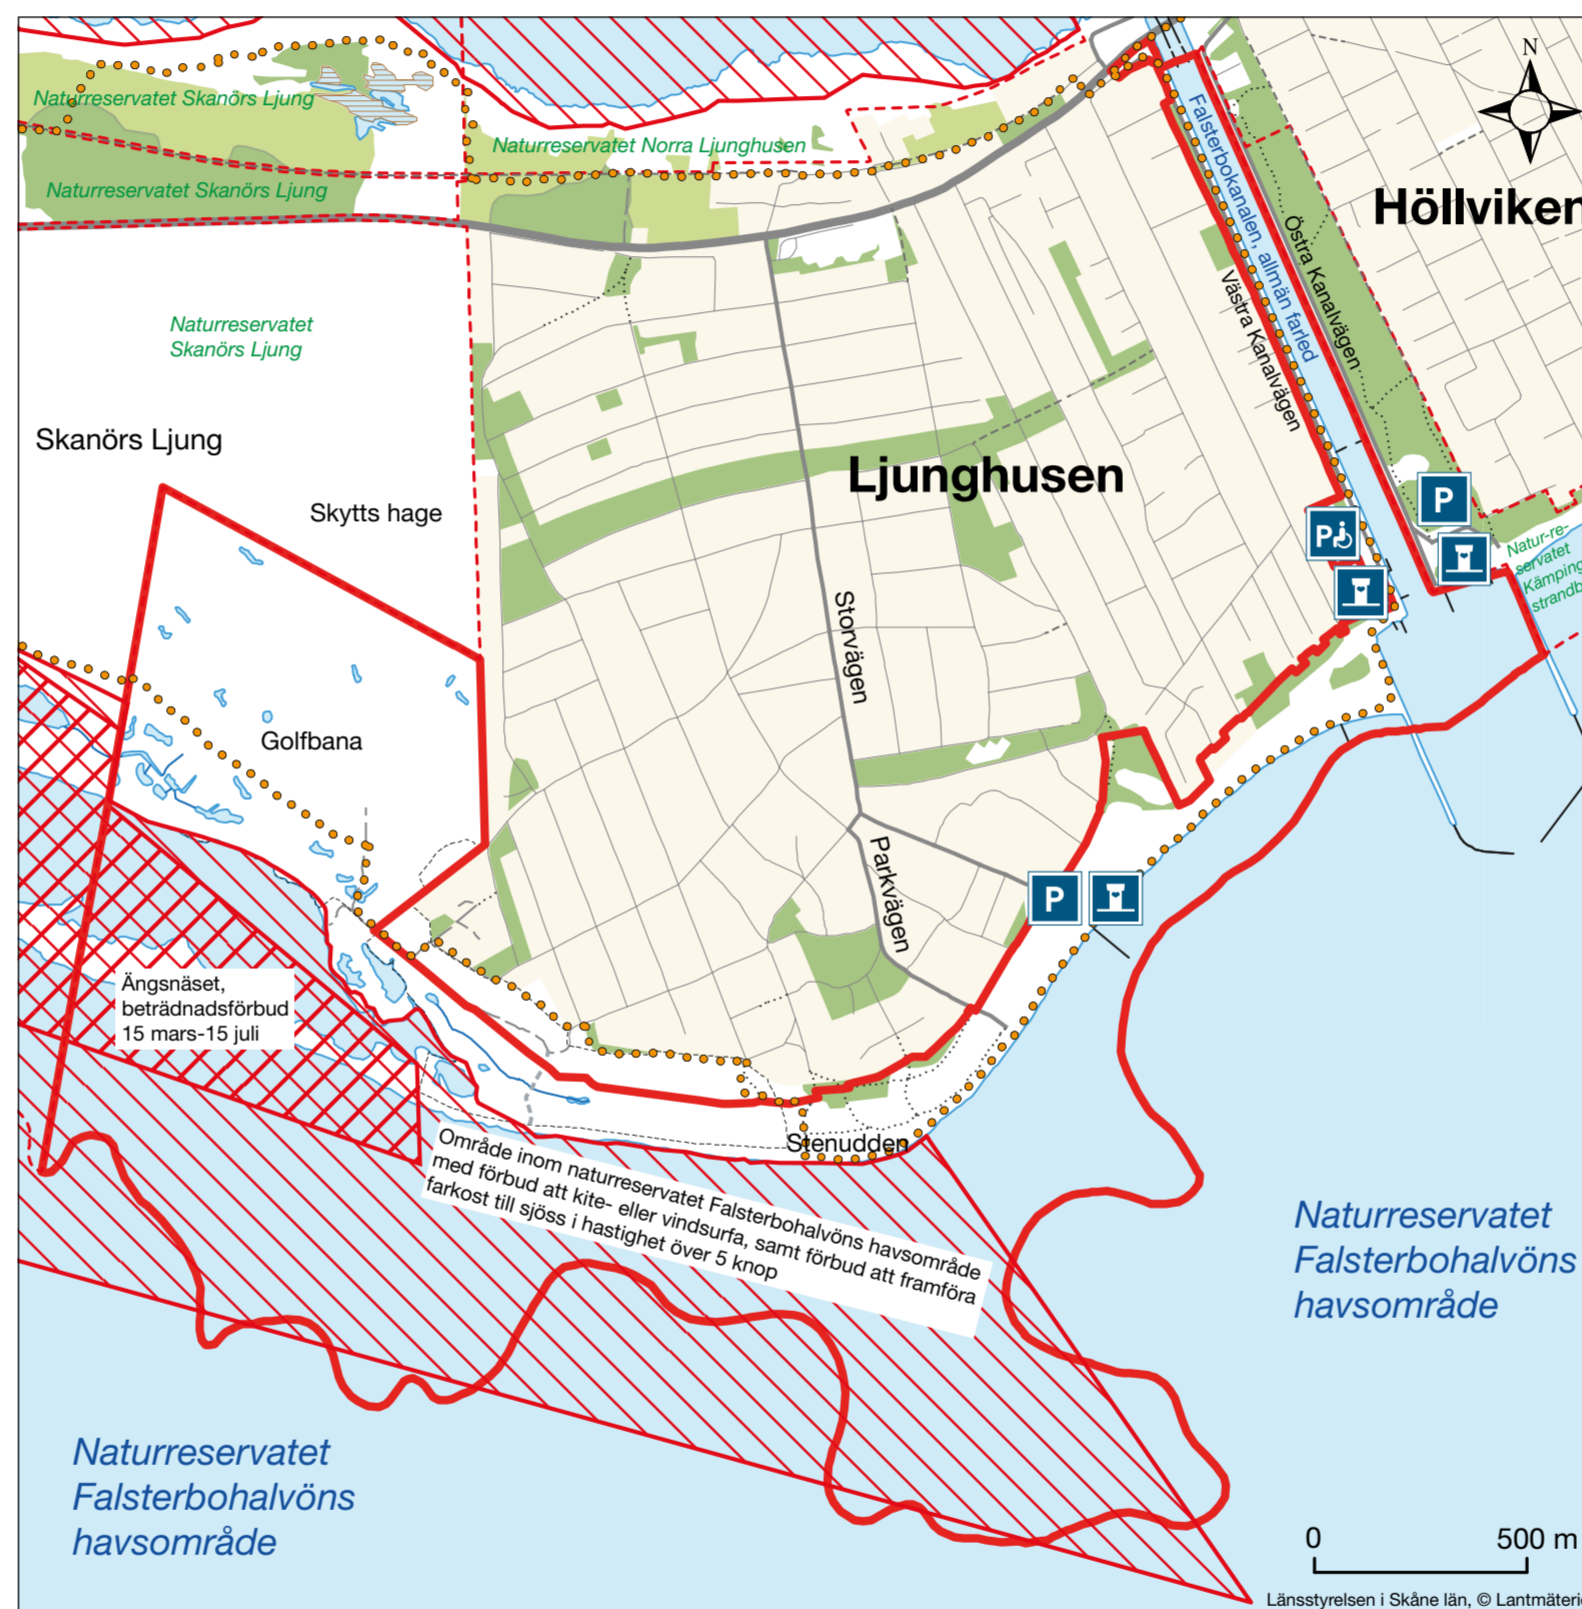 N
Naturreservatet Skanörs Ljung
Naturreservatet Norra Ljunghusen
Naturreservatet Skanörs Ljung
Falsterbokanalen, allmän farled
Höllviken
Östra Kanalvägen
Västra Kanalvägen
Naturreservatet
Skanörs Ljung
Skanörs Ljung
Ljunghusen
Skytts hage
P
P
Natur-re-
servatet
Kämping
strandb
Storvägen
Golfbana
Parkvägen
P
Ängsnäset,
beträdnadsförbud
15 mars-15 juli
Stenudden
Område inom naturreservatet Falsterbohalvöns havsområde
med förbud att kite- eller vindsurfa, samt förbud att framföra
farkost till sjöss i hastighet över 5 knop
Naturreservatet
Falsterbohalvöns
havsområde
Naturreservatet
Falsterbohalvöns
havsområde
0 500 m
Länsstyrelsen i Skåne län, © Lantmäterie